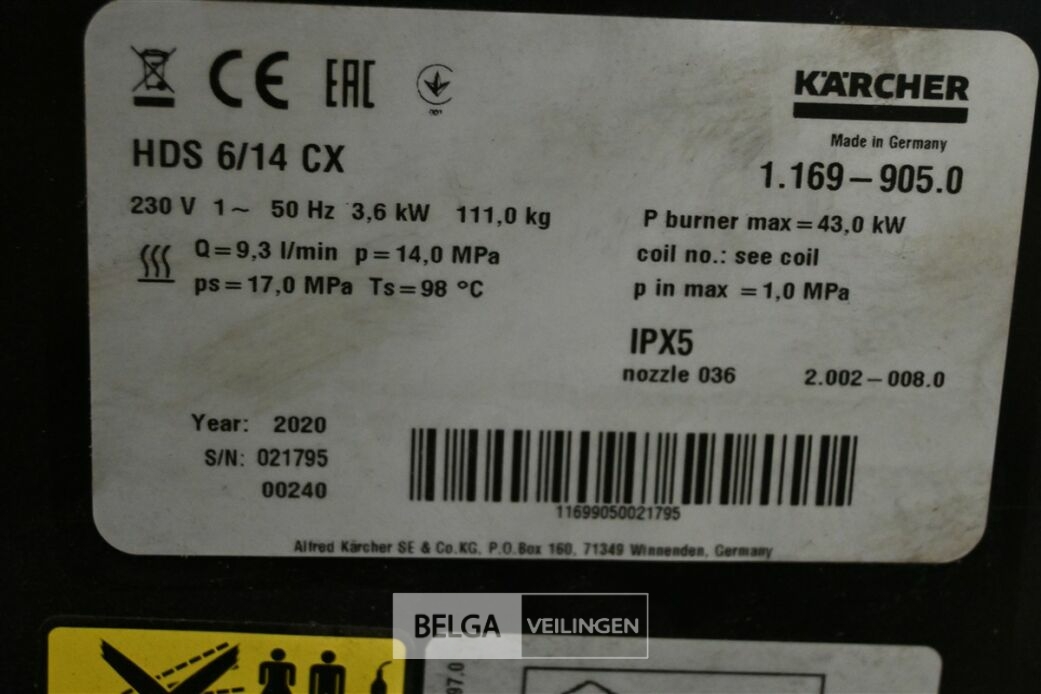 CE EAC
KÄRCHER
Made in Germany
HDS 6/14 CX
1.169-905.0
230 V 1~ 50 Hz 3,6 kW 111,0 kg
P burner max=43,0 kW
Q=9,3 l/min p=14,0 MPa
coil no.: see coil
ps=17,0 MPa Ts=98 °C
p in max =1,0 MPa
IPX5
nozzle 036 2.002-008.0
Year: 2020
S/N: 021795
00240
11699050021795
Alfred Kärcher SE & Co.KG, P.O.Box 160, 71349 Winnenden, Germany
BELGA VEILINGEN
97.0